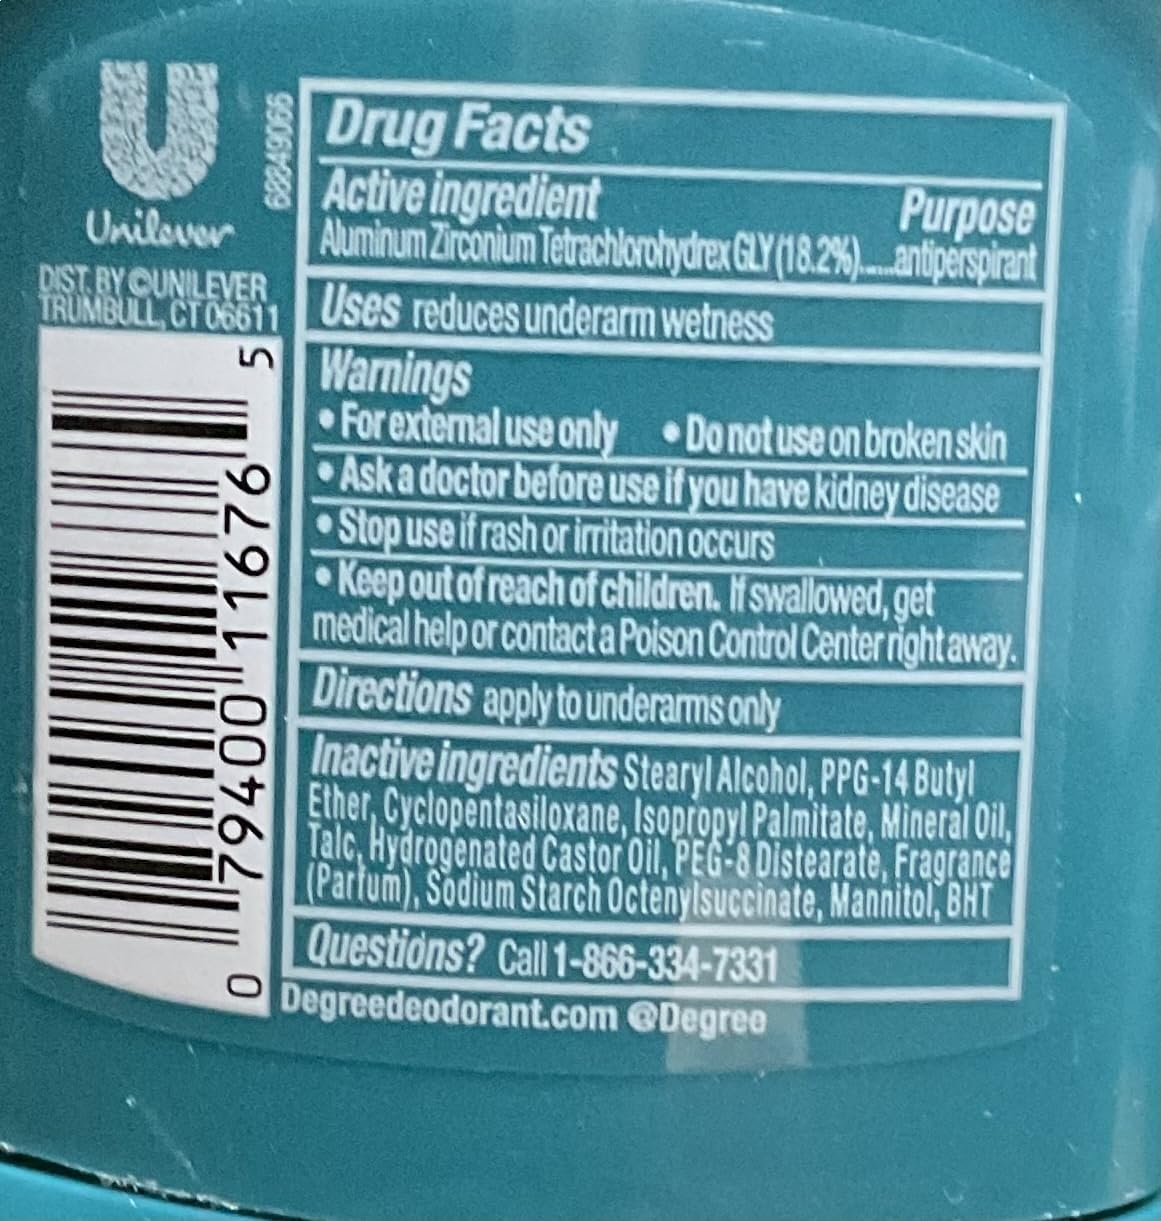 U
Unilever
68849066
DIST. BY ©UNILEVER
TRUMBULL, CT 06611
0 79400 11676 5
Drug Facts
Active ingredient Purpose
Aluminum Zirconium Tetrachlorohydrex GLY (18.2%)......antiperspirant
Uses reduces underarm wetness
Warnings
• For external use only • Do not use on broken skin
• Ask a doctor before use if you have kidney disease
• Stop use if rash or irritation occurs
• Keep out of reach of children. If swallowed, get
medical help or contact a Poison Control Center right away.
Directions apply to underarms only
Inactive ingredients Stearyl Alcohol, PPG-14 Butyl
Ether, Cyclopentasiloxane, Isopropyl Palmitate, Mineral Oil,
Talc, Hydrogenated Castor Oil, PEG-8 Distearate, Fragrance
(Parfum), Sodium Starch Octenylsuccinate, Mannitol, BHT
Questions? Call 1-866-334-7331
Degreedeodorant.com @Degree